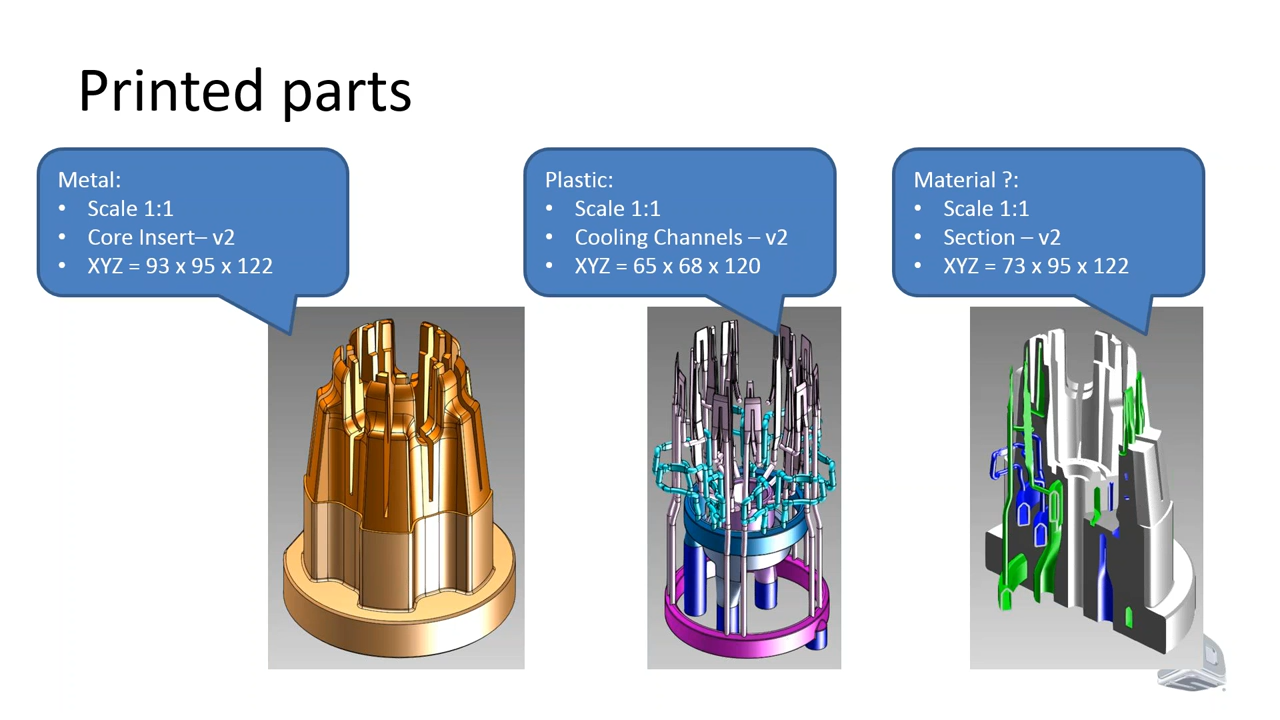 Printed parts
Metal:
• Scale 1:1
• Core Insert– v2
• XYZ = 93 x 95 x 122
Plastic:
• Scale 1:1
• Cooling Channels – v2
• XYZ = 65 x 68 x 120
Material ?:
• Scale 1:1
• Section – v2
• XYZ = 73 x 95 x 122